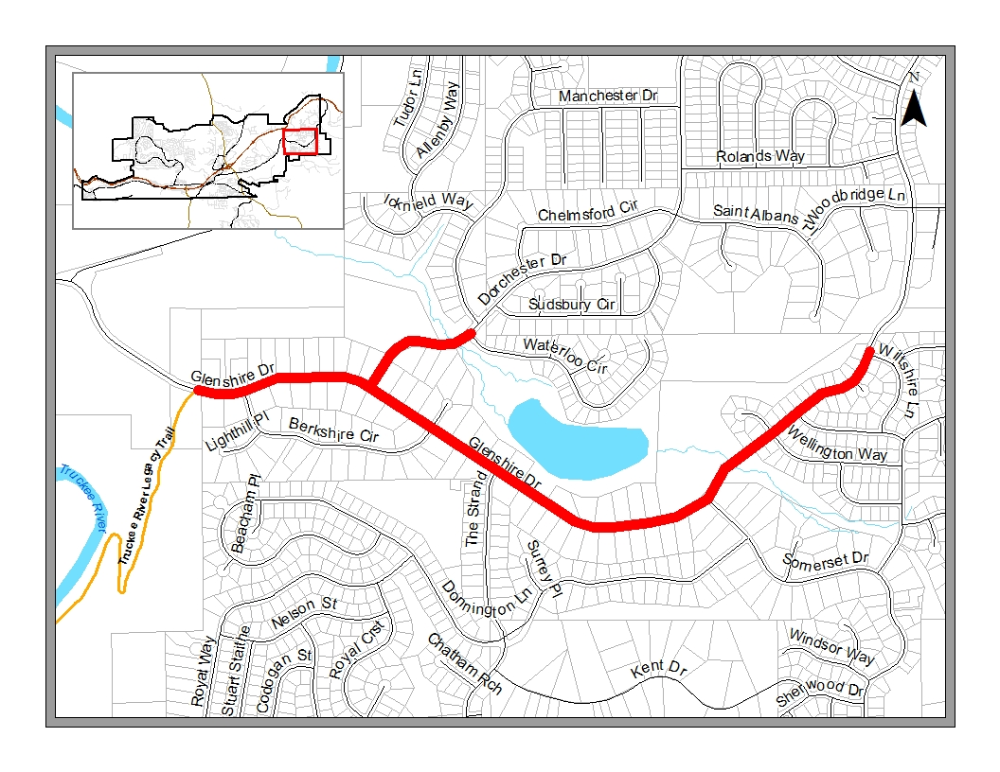 N
Tudor Ln
Allenby Way
Manchester Dr
Rolands Way
Icknield Way
Chelmsford Cir
Saint Albans Pl
Woodbridge Ln
Dorchester Dr
Sudsbury Cir
Waterloo Cir
Wiltshire Ln
Glenshire Dr
Lighthill Pl
Berkshire Cir
Glenshire Dr
Wellington Way
Truckee River
Truckee River Legacy Trail
Beacham Pl
The Strand
Surrey Pl
Somerset Dr
Donnington Ln
Nelson St
Royal Way
Stuart Staithe
Codogan St
Royal Crst
Chatham Rch
Kent Dr
Windsor Way
Sherwood Dr